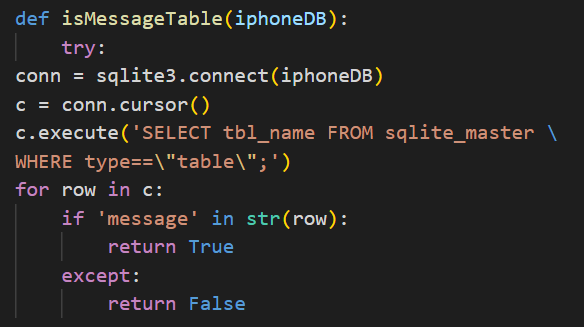 def isMessageTable(iphoneDB):
    try:
conn = sqlite3.connect(iphoneDB)
c = conn.cursor()
c.execute('SELECT tbl_name FROM sqlite_master \
WHERE type==\"table\";')
for row in c:
    if 'message' in str(row):
        return True
    except:
        return False